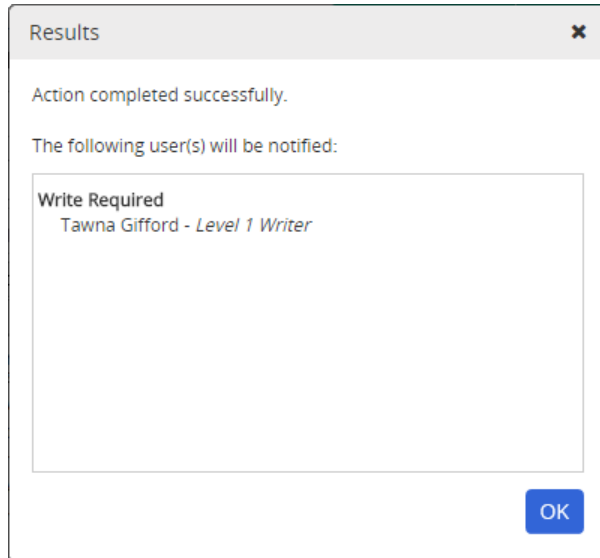 Results
Action completed successfully.
The following user(s) will be notified:
Write Required
Tawna Gifford - Level 1 Writer
OK